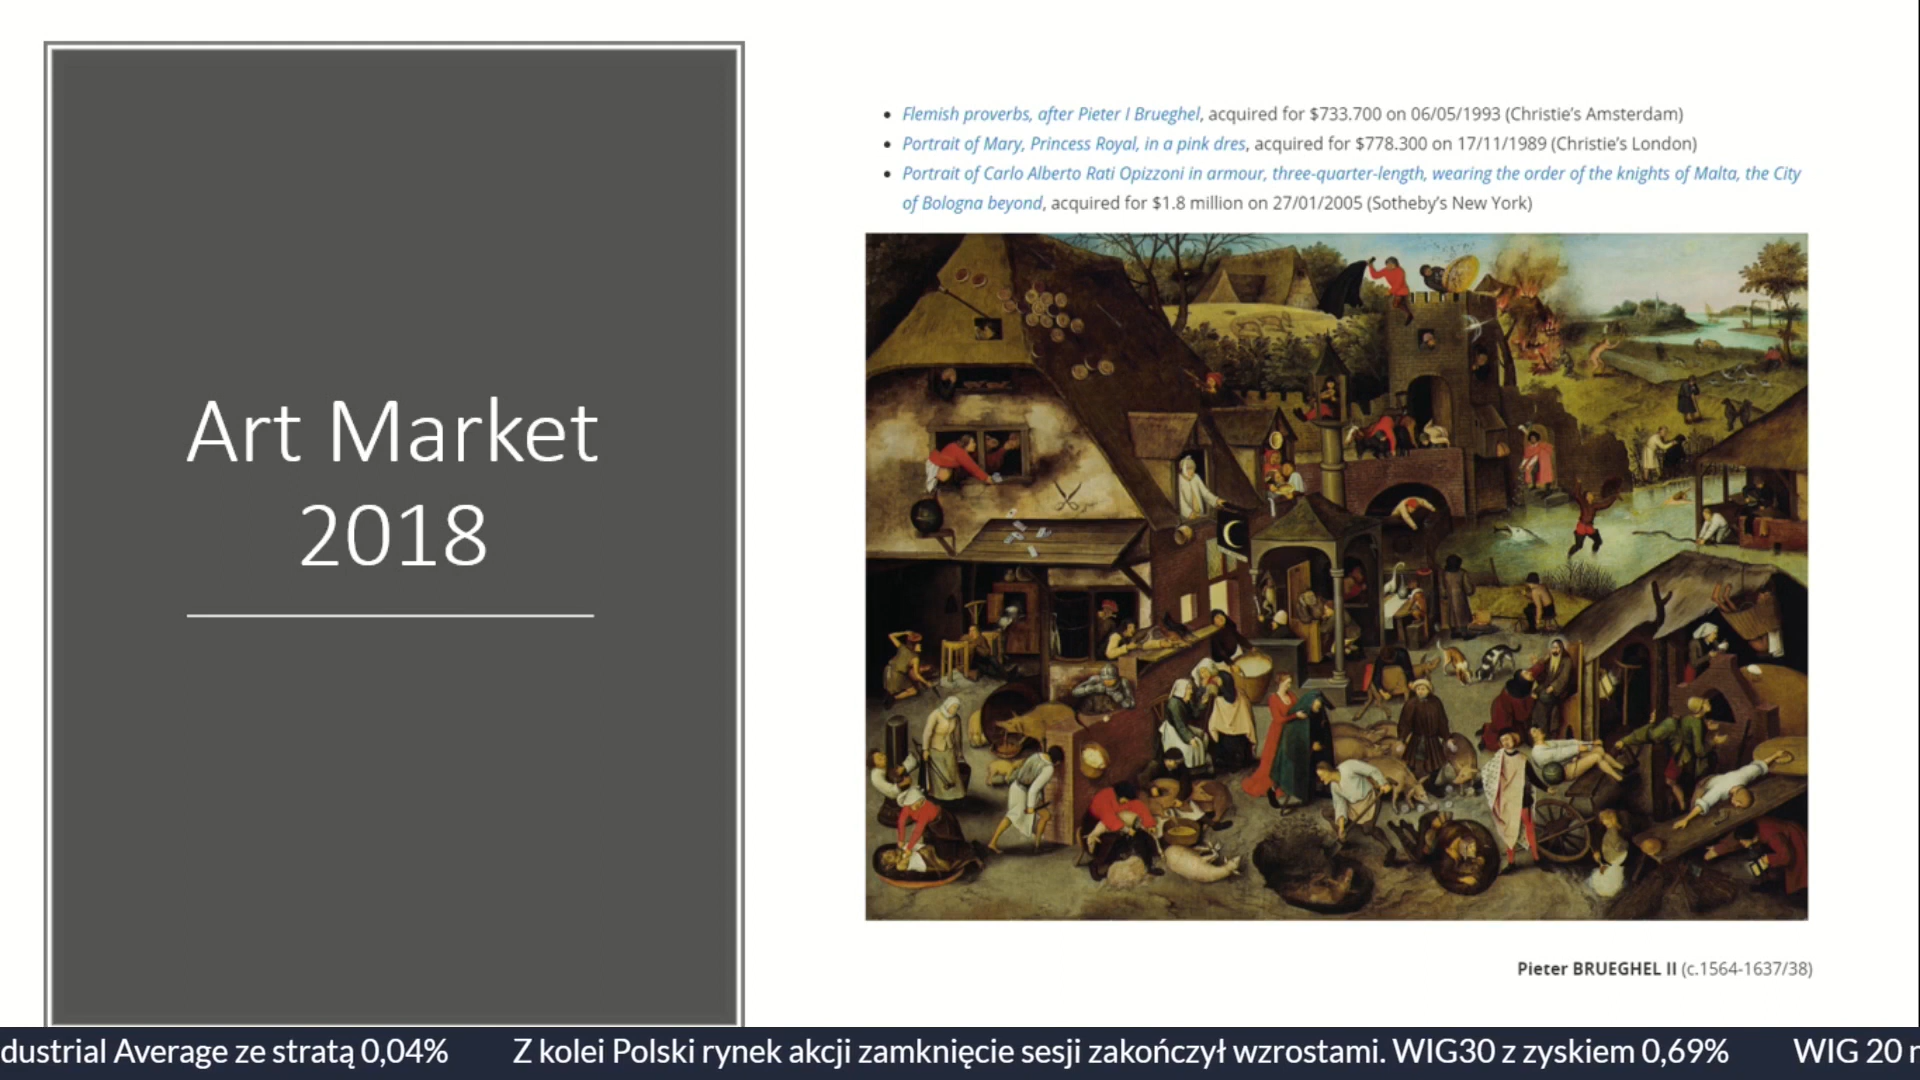 Art Market
2018
Flemish proverbs, after Pieter I Brueghel, acquired for $733.700 on 06/05/1993 (Christie's Amsterdam)
Portrait of Mary, Princess Royal, in a pink dres, acquired for $778.300 on 17/11/1989 (Christie's London)
Portrait of Carlo Alberto Rati Opizzoni in armour, three-quarter-length, wearing the order of the knights of Malta, the City
of Bologna beyond, acquired for $1.8 million on 27/01/2005 (Sotheby's New York)
Pieter BRUEGHEL II (c.1564-1637/38)
dustrial Average ze stratą 0,04% Z kolei Polski rynek akcji zamknięcie sesji zakończył wzrostami. WIG30 z zyskiem 0,69% WIG 20